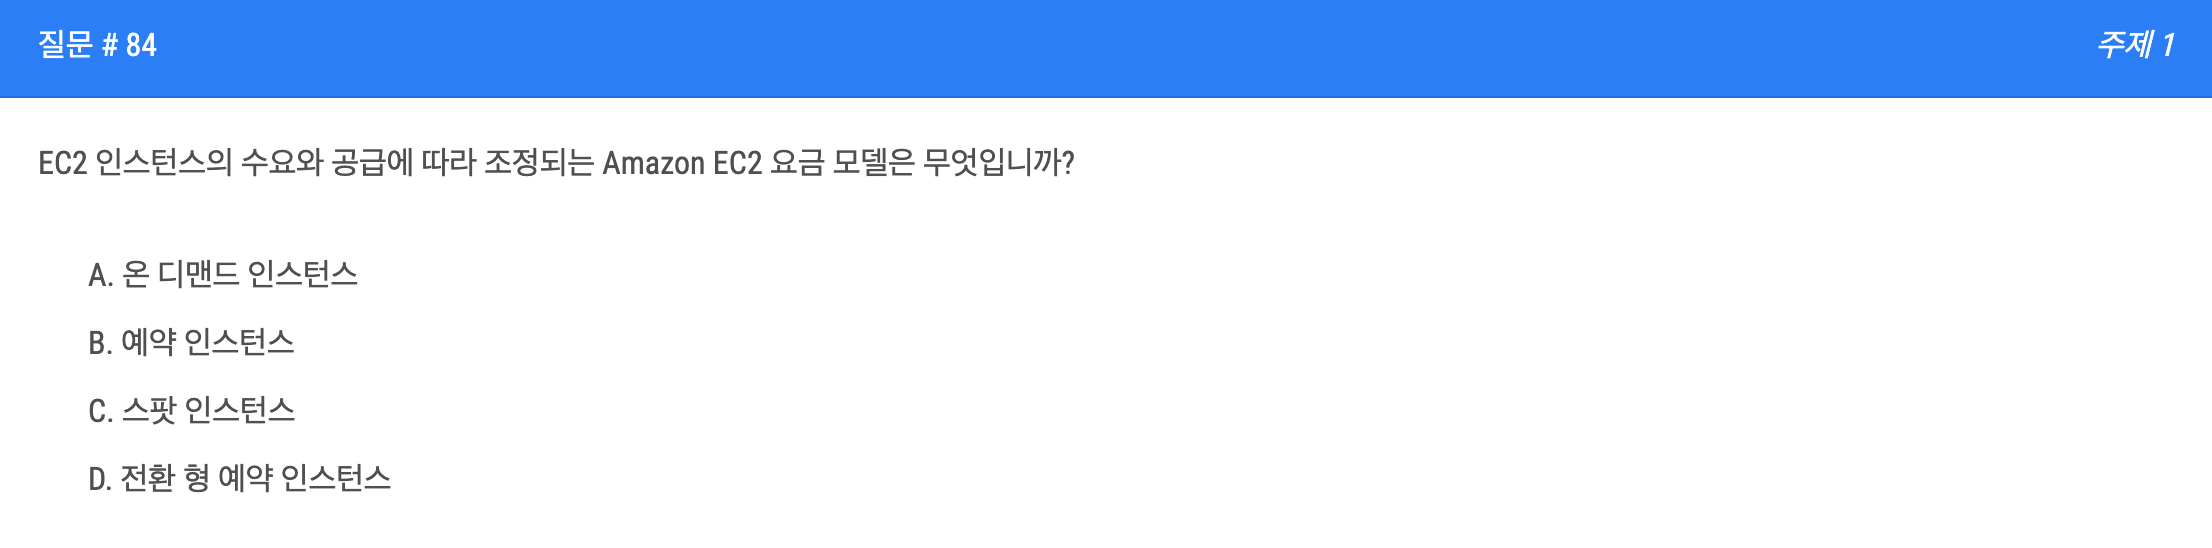 질문 # 84
주제 1
EC2 인스턴스의 수요와 공급에 따라 조정되는 Amazon EC2 요금 모델은 무엇입니까?
A. 온 디맨드 인스턴스
B. 예약 인스턴스
C. 스팟 인스턴스
D. 전환 형 예약 인스턴스